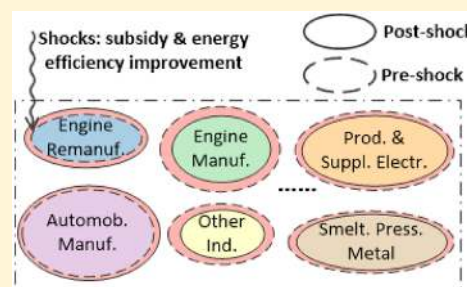 Shocks: subsidy & energy
efficiency improvement
Post-shock
Pre-shock
Engine
Remanuf.
Engine
Manuf.
Prod. &
Suppl. Electr.
......
Automob.
Manuf.
Other
Ind.
Smelt. Press.
Metal